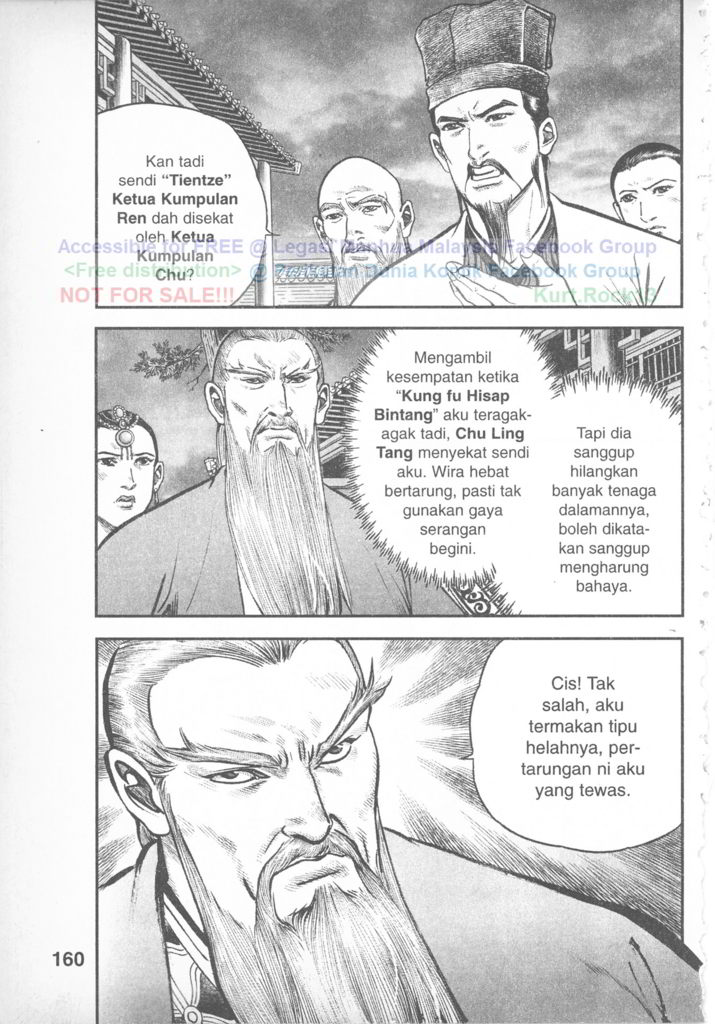 Kan tadi
sendi “Tientze”
Ketua Kumpulan
Ren dah disekat
oleh Ketua
Kumpulan
Chu?
Accessible for FREE @ Legasi Manhua Malaysia Facebook Group
<Free distribution> @ Dunia Komik Facebook Group
NOT FOR SALE!!!
Mengambil
kesempatan ketika
“Kung fu Hisap
Bintang” aku teragak-
agak tadi, Chu Ling
Tang menyekat sendi
aku. Wira hebat
bertarung, pasti tak
gunakan gaya
serangan
begini.
Tapi dia
sanggup
hilangkan
banyak tenaga
dalamannya,
boleh dikata-
kan sanggup
mengharung
bahaya.
Cis! Tak
salah, aku
termakan tipu
helahnya, per-
tarungan ni aku
yang tewas.
160